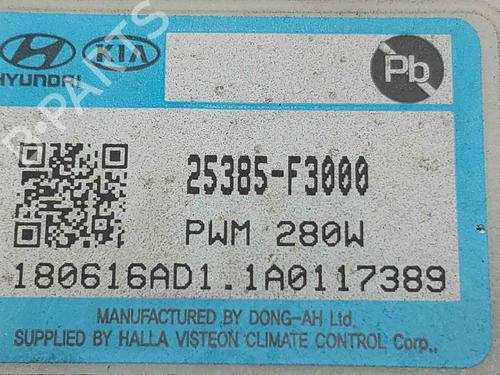 HYUNDAI
KIA
Pb
25385-F3000
PWM 280W
180616AD1.1A0117389
MANUFACTURED BY DONG-AH Ltd.
SUPPLIED BY HALLA VISTEON CLIMATE CONTROL Corp..